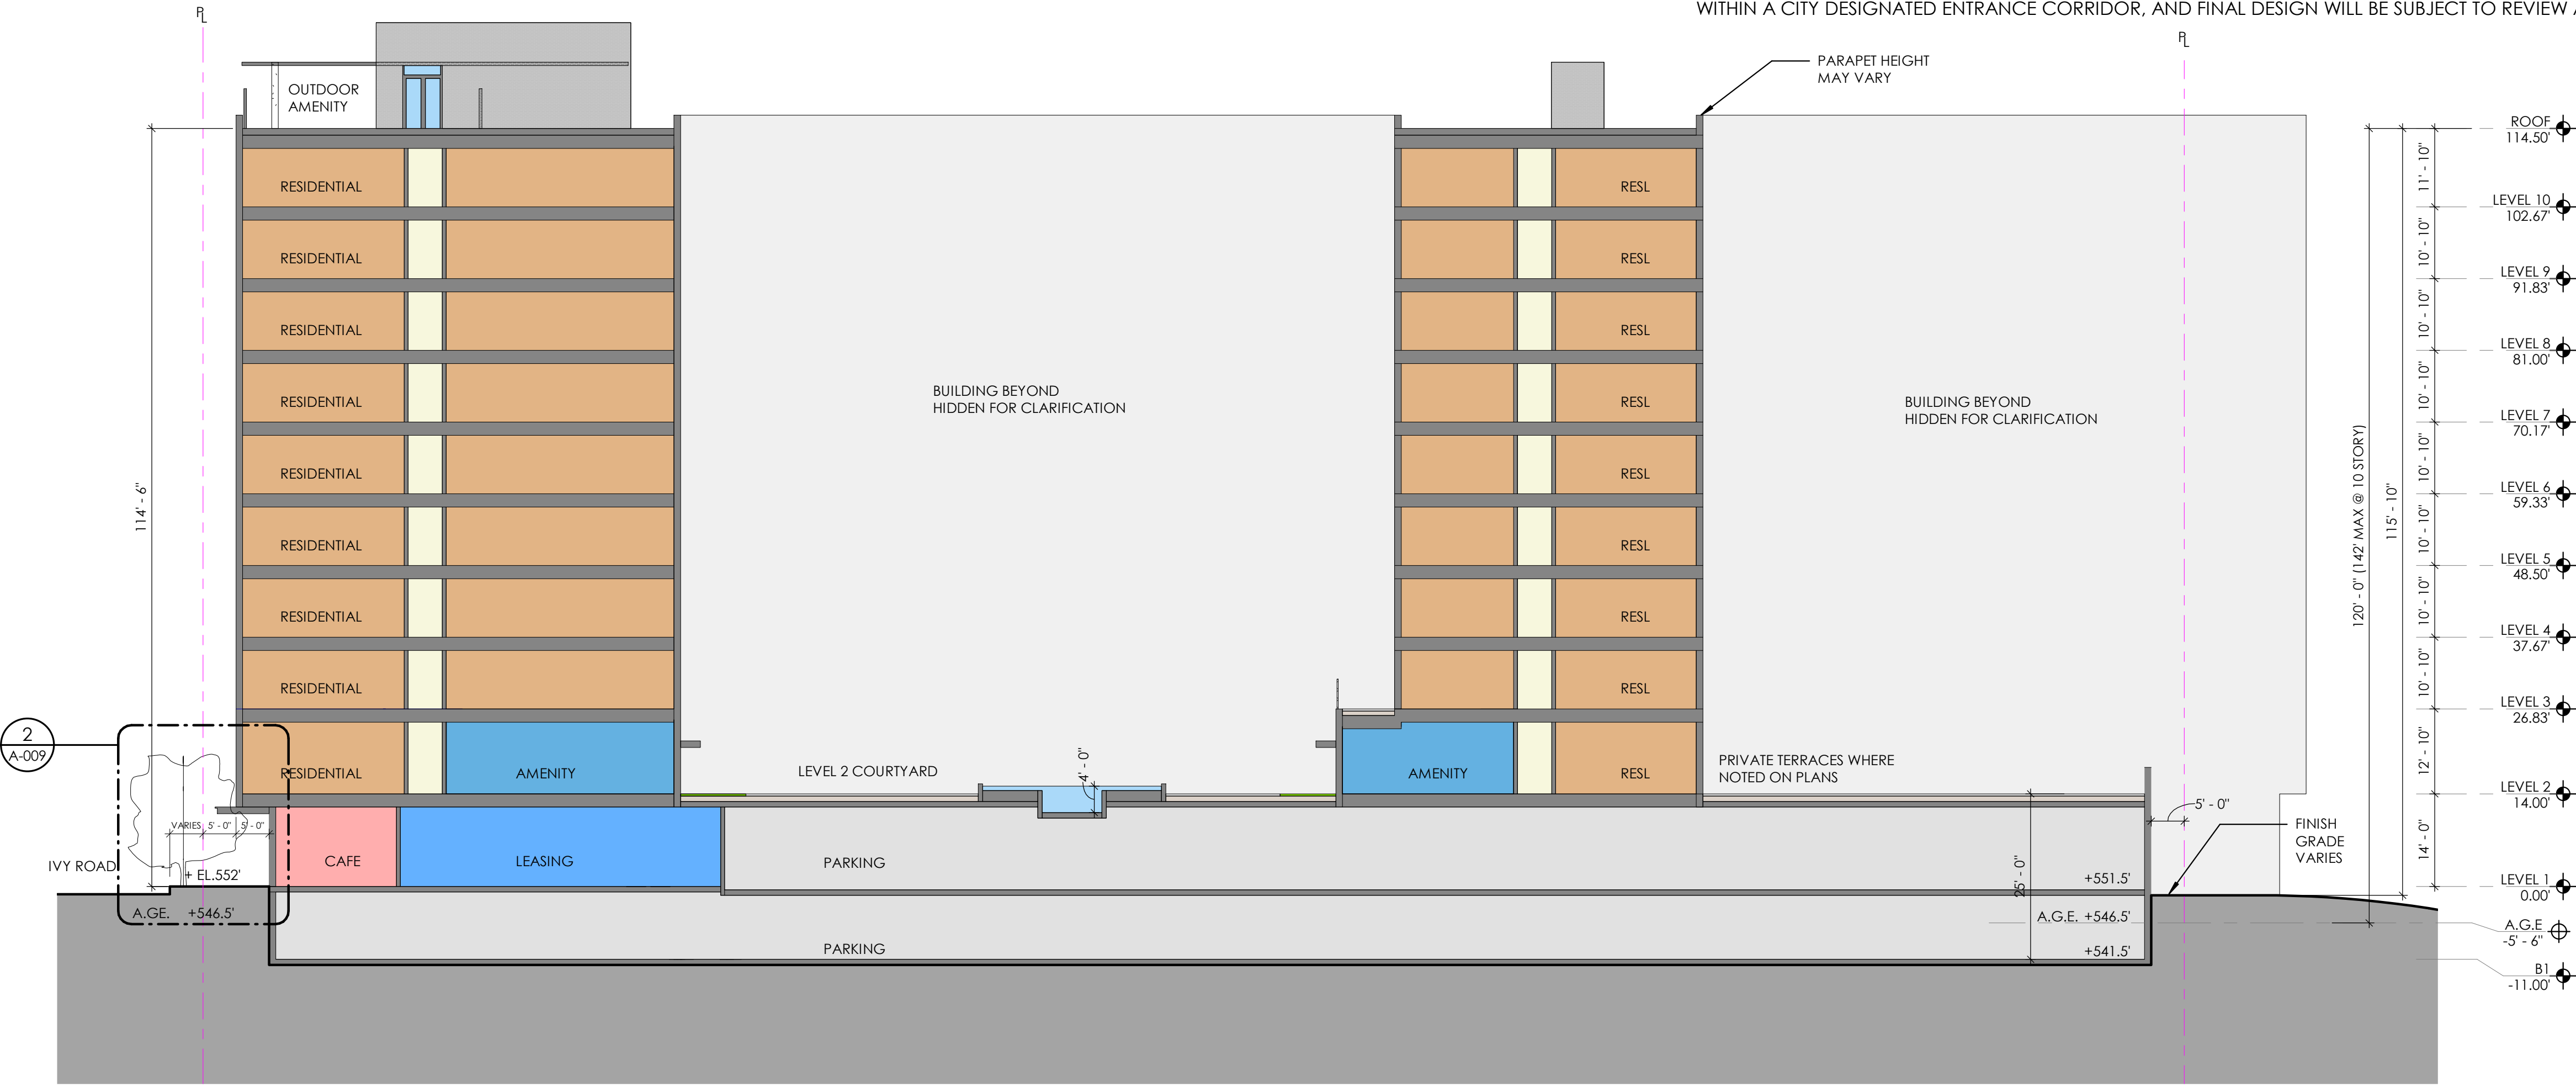 WITHIN A CITY DESIGNATED ENTRANCE CORRIDOR, AND FINAL DESIGN WILL BE SUBJECT TO REVIEW
PL
PL
PARAPET HEIGHT
MAY VARY
OUTDOOR
AMENITY
ROOF
114.50'
11' - 10"
RESIDENTIAL
RESL
LEVEL 10
102.67'
10' - 10"
RESIDENTIAL
RESL
LEVEL 9
91.83'
10' - 10"
RESIDENTIAL
RESL
LEVEL 8
81.00'
10' - 10"
RESIDENTIAL
RESL
BUILDING BEYOND
HIDDEN FOR CLARIFICATION
BUILDING BEYOND
HIDDEN FOR CLARIFICATION
LEVEL 7
70.17'
10' - 10"
RESIDENTIAL
RESL
LEVEL 6
59.33'
114' - 6"
120' - 0" (142' MAX @ 10 STORY)
115' - 10"
10' - 10"
RESIDENTIAL
RESL
LEVEL 5
48.50'
10' - 10"
RESIDENTIAL
RESL
LEVEL 4
37.67'
10' - 10"
RESIDENTIAL
RESL
LEVEL 3
26.83'
12' - 10"
2
A-009
RESIDENTIAL
AMENITY
LEVEL 2 COURTYARD
4' - 0"
AMENITY
RESL
PRIVATE TERRACES WHERE
NOTED ON PLANS
LEVEL 2
14.00'
5' - 0"
VARIES
5' - 0"
5' - 0"
FINISH
GRADE
VARIES
14' - 0"
IVY ROAD
+ EL.552'
CAFE
LEASING
PARKING
25' - 0"
+551.5'
LEVEL 1
0.00'
A.GE.
+546.5'
A.G.E. +546.5'
A.G.E
-5' - 6"
PARKING
+541.5'
B1
-11.00'